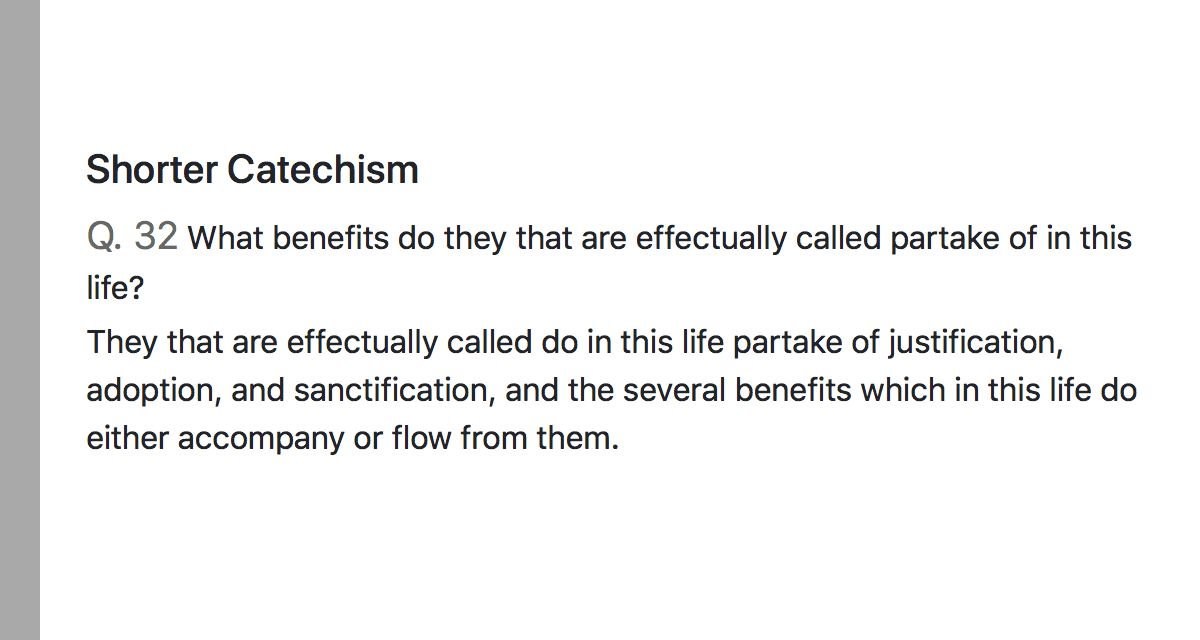 Shorter Catechism
Q. 32 What benefits do they that are effectually called partake of in this
life?
They that are effectually called do in this life partake of justification,
adoption, and sanctification, and the several benefits which in this life do
either accompany or flow from them.